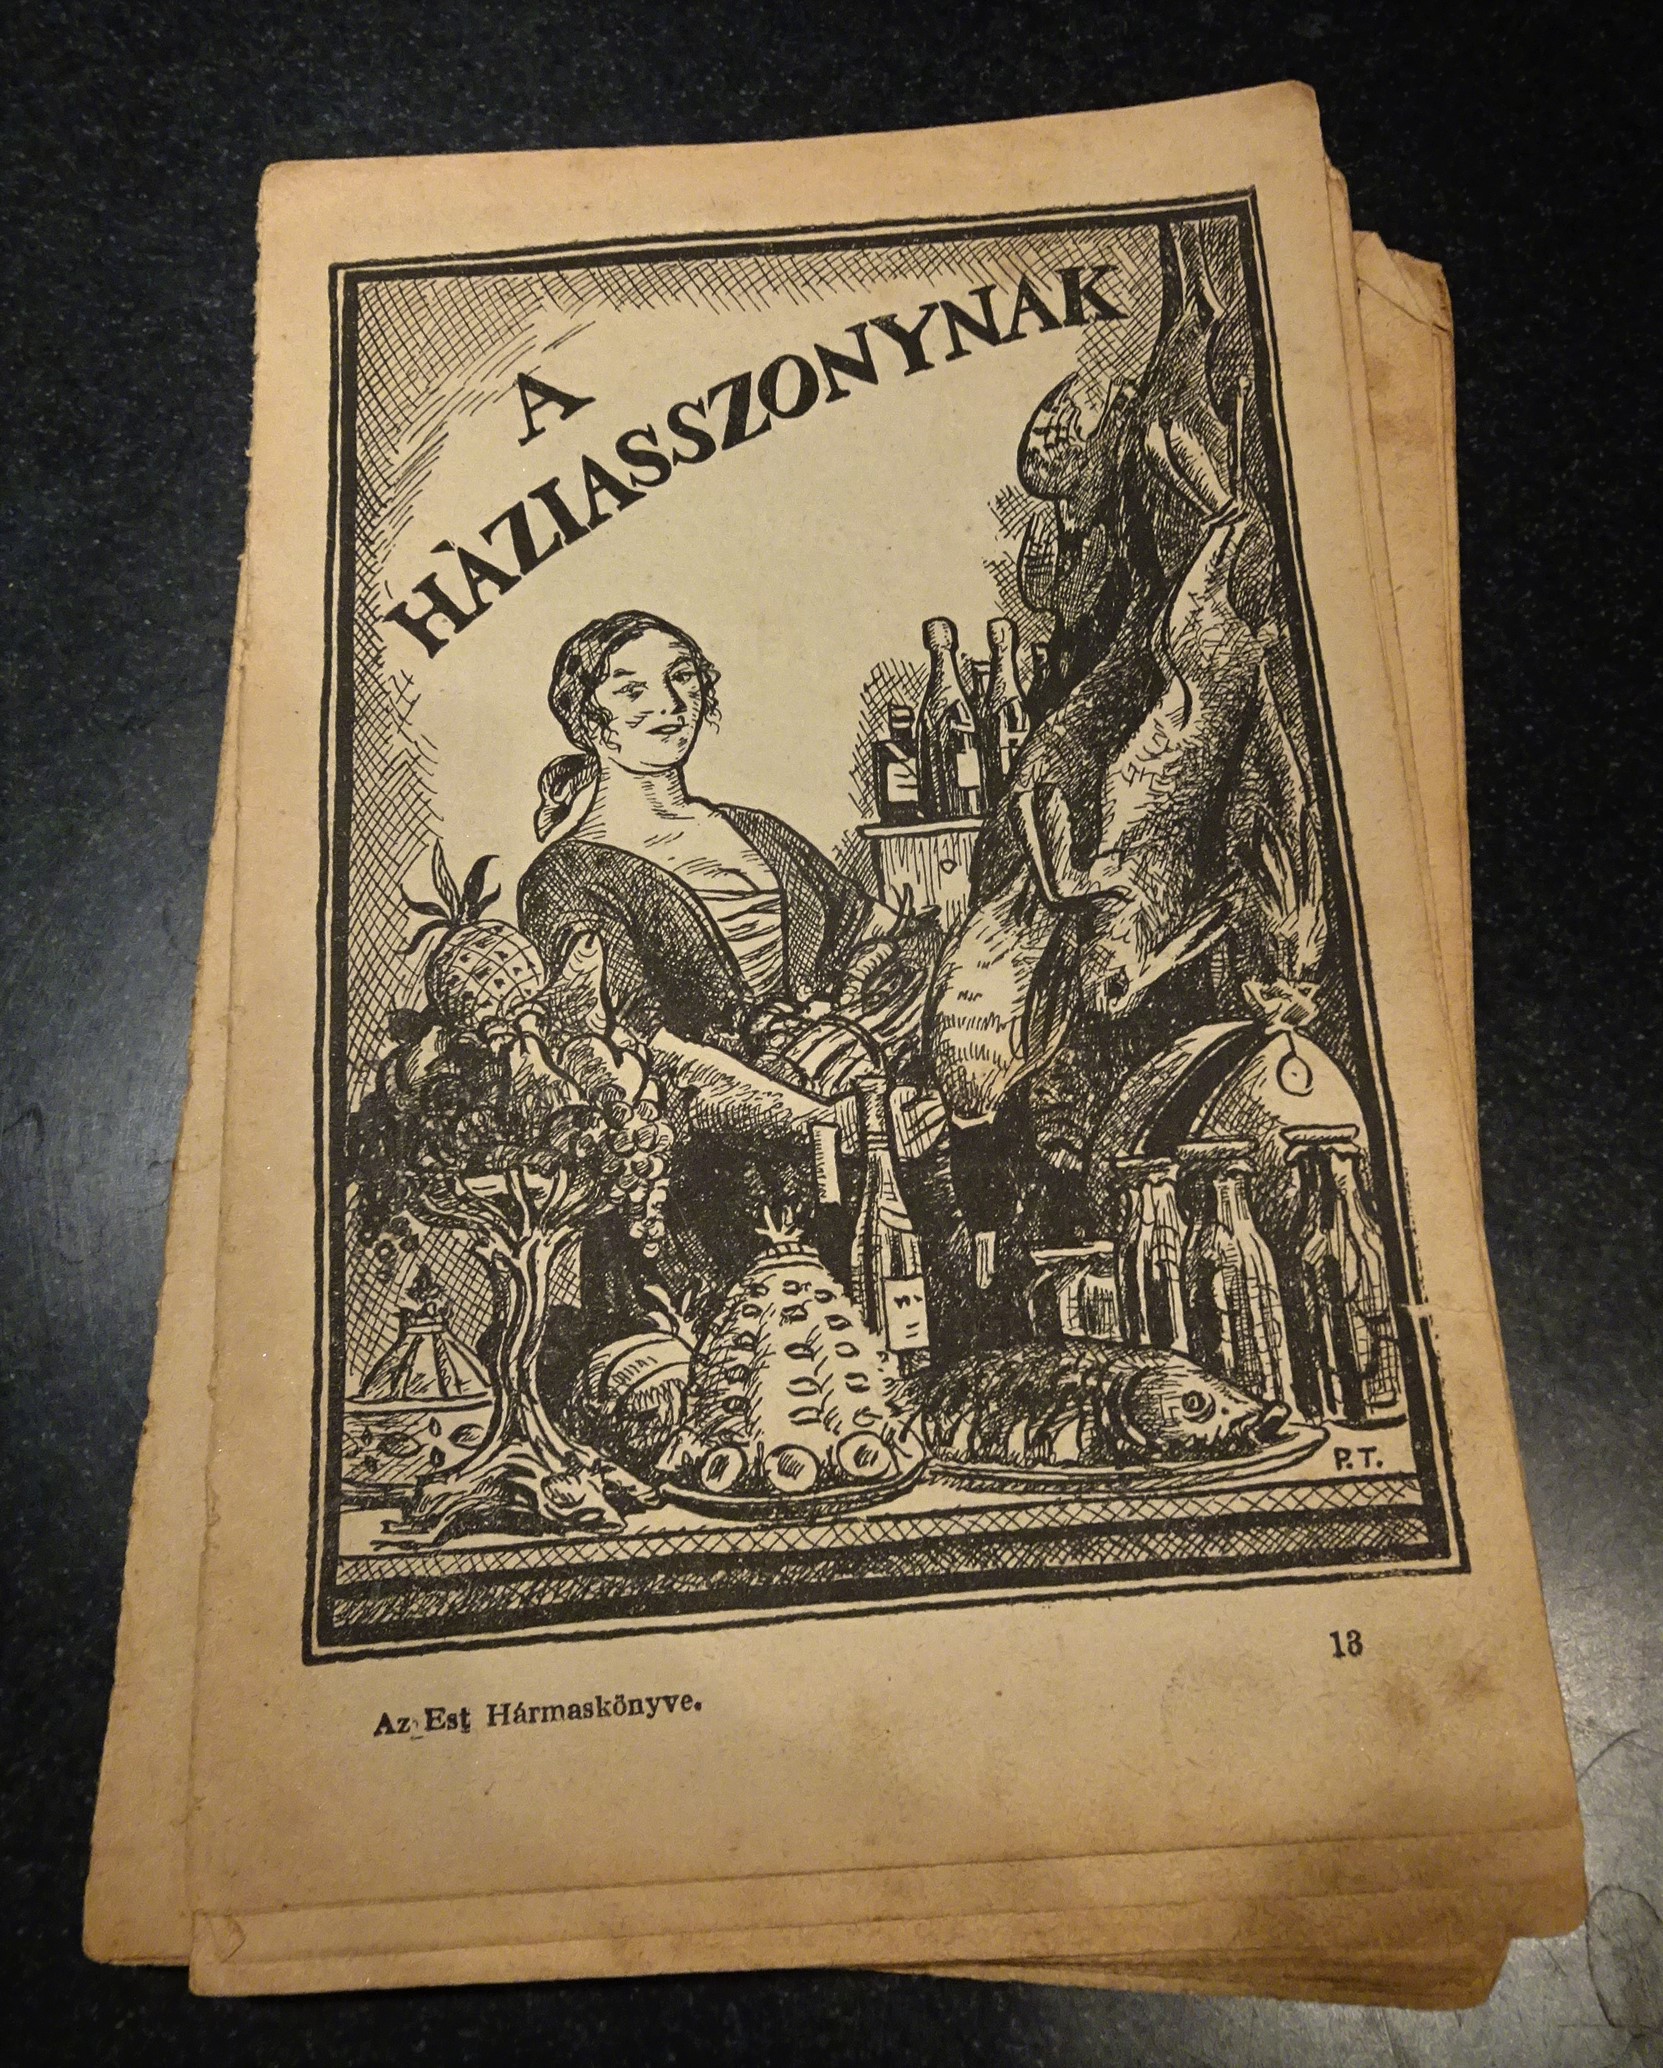 A
HÁZIASSZONYNAK
P. T.
13
Az Est Hármaskönyve.